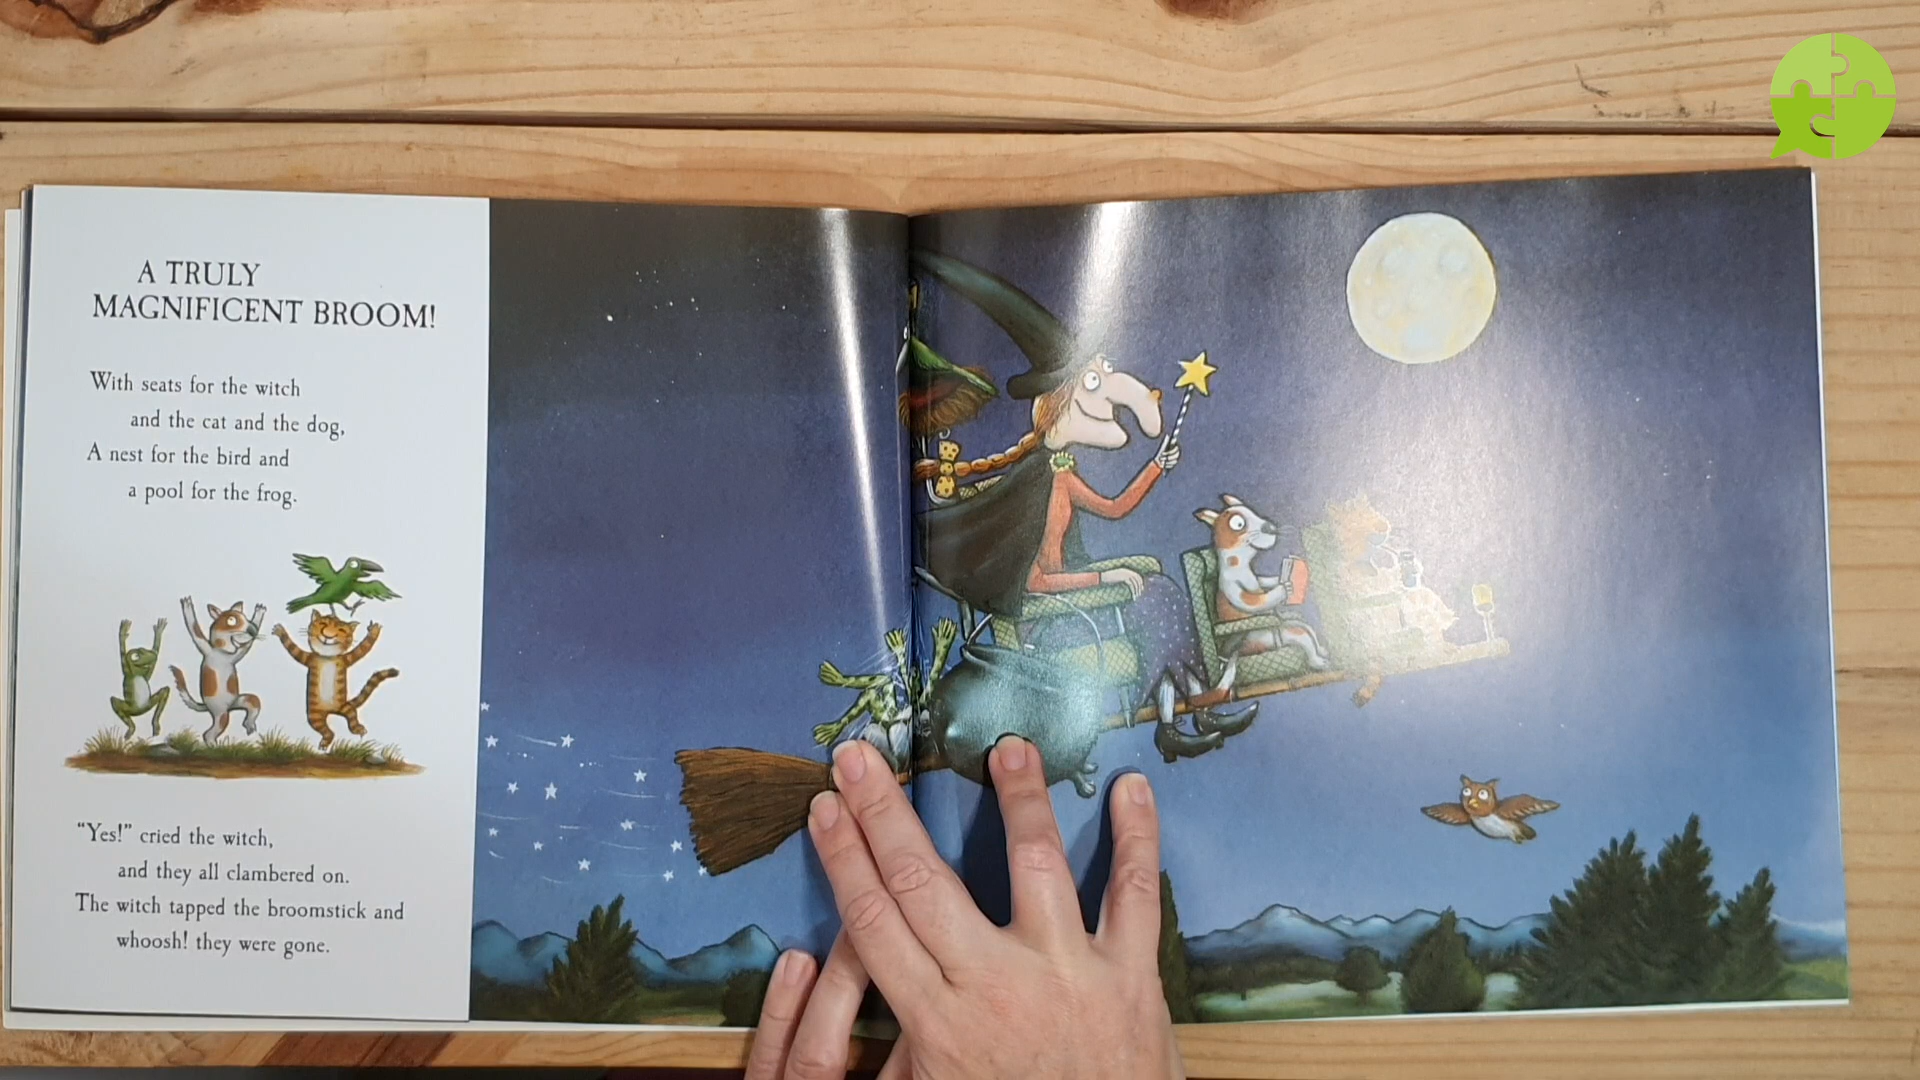 A TRULY
MAGNIFICENT BROOM!
With seats for the witch
and the cat and the dog,
A nest for the bird and
a pool for the frog.
“Yes!” cried the witch,
and they all clambered on.
The witch tapped the broomstick and
whoosh! they were gone.